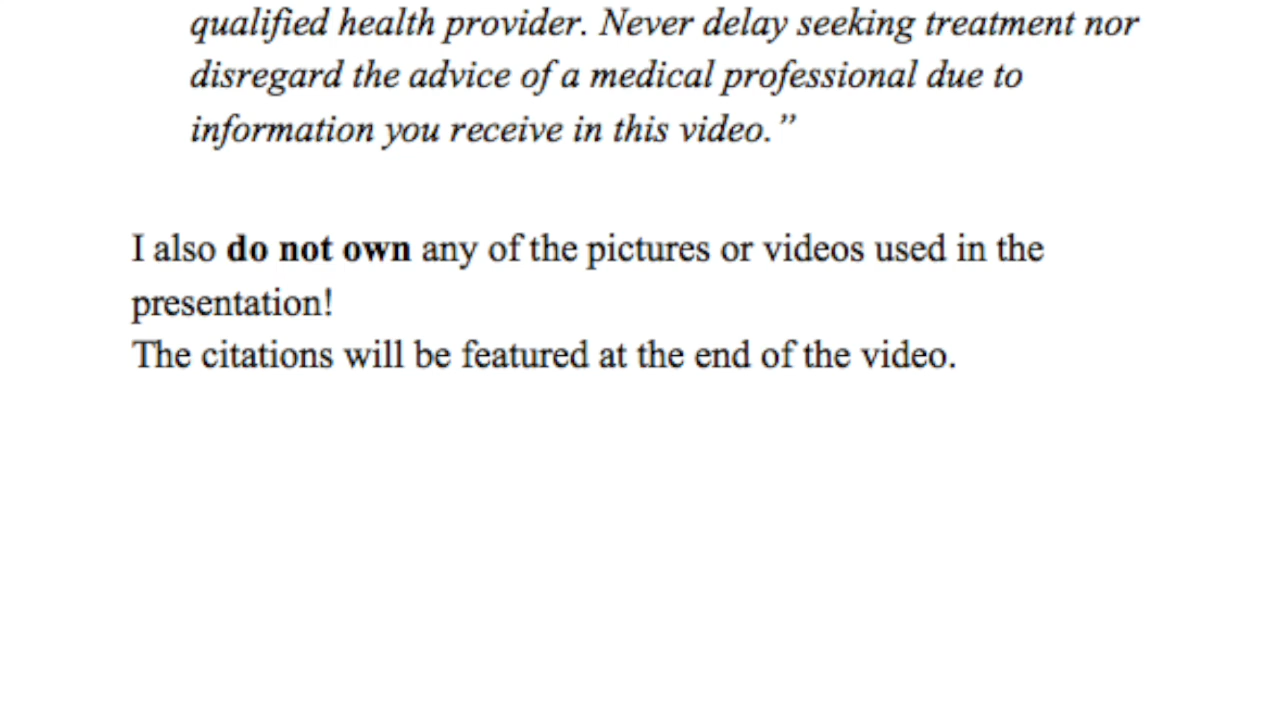 qualified health provider. Never delay seeking treatment nor
disregard the advice of a medical professional due to
information you receive in this video.”
I also do not own any of the pictures or videos used in the
presentation!
The citations will be featured at the end of the video.